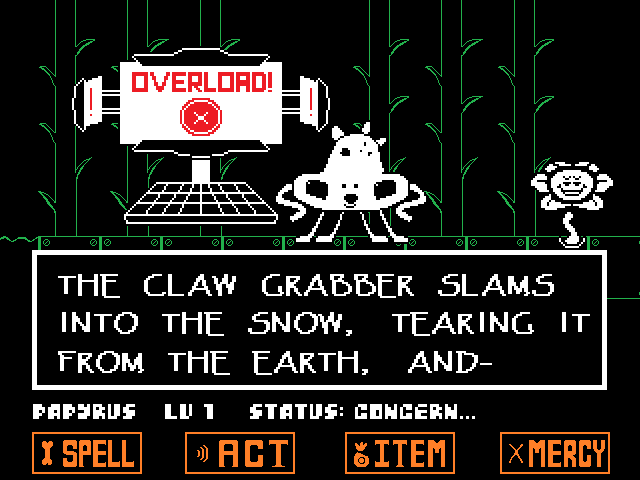 OVERLOAD!
! !
THE CLAW GRABBER SLAMS
INTO THE SNOW, TEARING IT
FROM THE EARTH, AND-
PAPYRUS LV 1 STATUS: CONCERN...
SPELL ACT ITEM MERCY